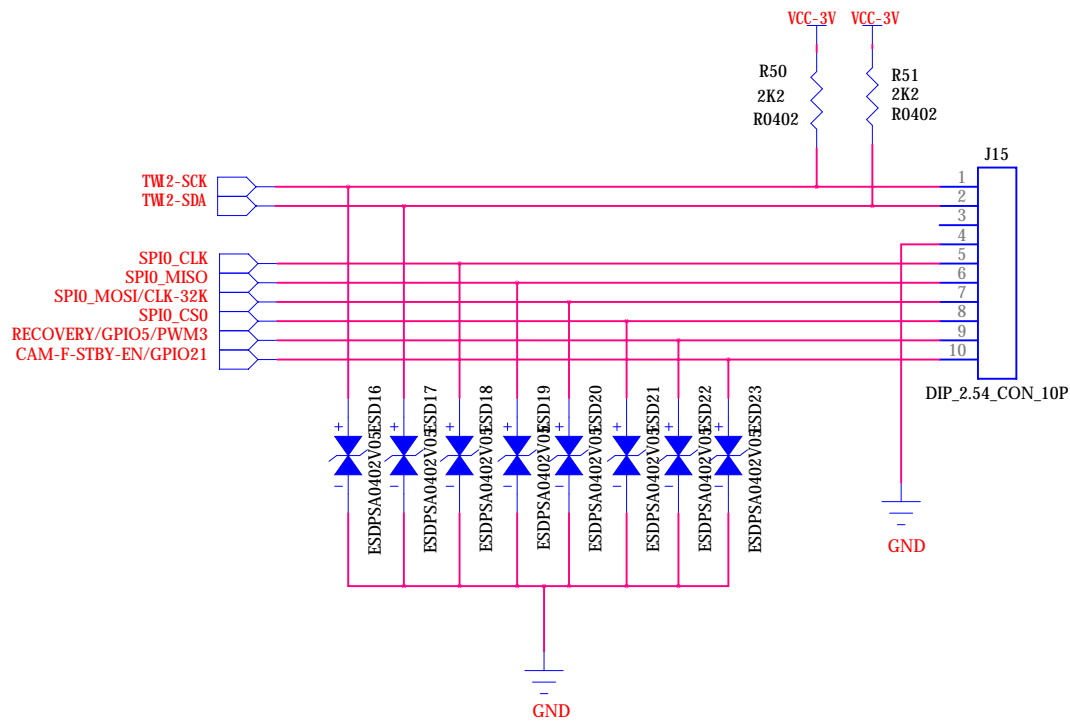 VCC-3V VCC-3V
R50
2K2
R0402
R51
2K2
R0402
J15
TWI2-SCK
TWI2-SDA
SPI0_CLK
SPI0_MISO
SPI0_MOSI/CLK-32K
SPI0_CS0
RECOVERY/GPIO5/PWM3
CAM-F-STBY-EN/GPIO21
1
2
3
4
5
6
7
8
9
10
DIP_2.54_CON_10P
ESD16
ESDPSA0402V05
ESD17
ESDPSA0402V05
ESD18
ESDPSA0402V05
ESD19
ESDPSA0402V05
ESD20
ESDPSA0402V05
ESD21
ESDPSA0402V05
ESD22
ESDPSA0402V05
ESD23
ESDPSA0402V05
GND
GND